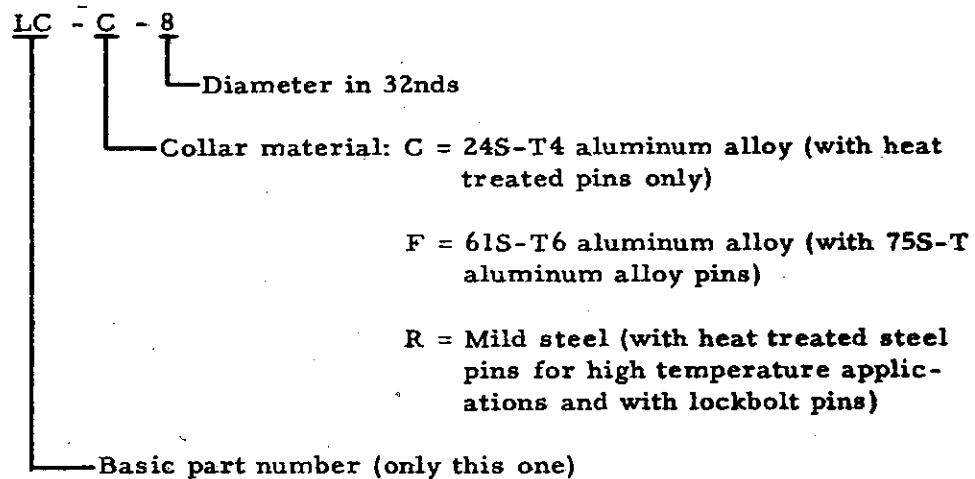 LC - C - 8
Diameter in 32nds
Collar material: C = 24S-T4 aluminum alloy (with heat
treated pins only)
F = 61S-T6 aluminum alloy (with 75S-T
aluminum alloy pins)
R = Mild steel (with heat treated steel
pins for high temperature applic-
ations and with lockbolt pins)
Basic part number (only this one)